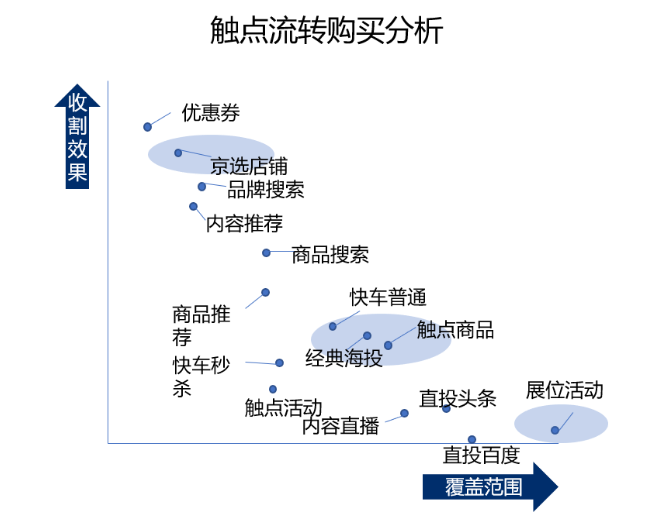 触点流转购买分析
收割效果
优惠券
京选店铺
品牌搜索
内容推荐
商品搜索
快车普通
商品推
荐
触点商品
经典海投
快车秒
杀
展位活动
直投头条
触点活动
内容直播
直投百度
覆盖范围